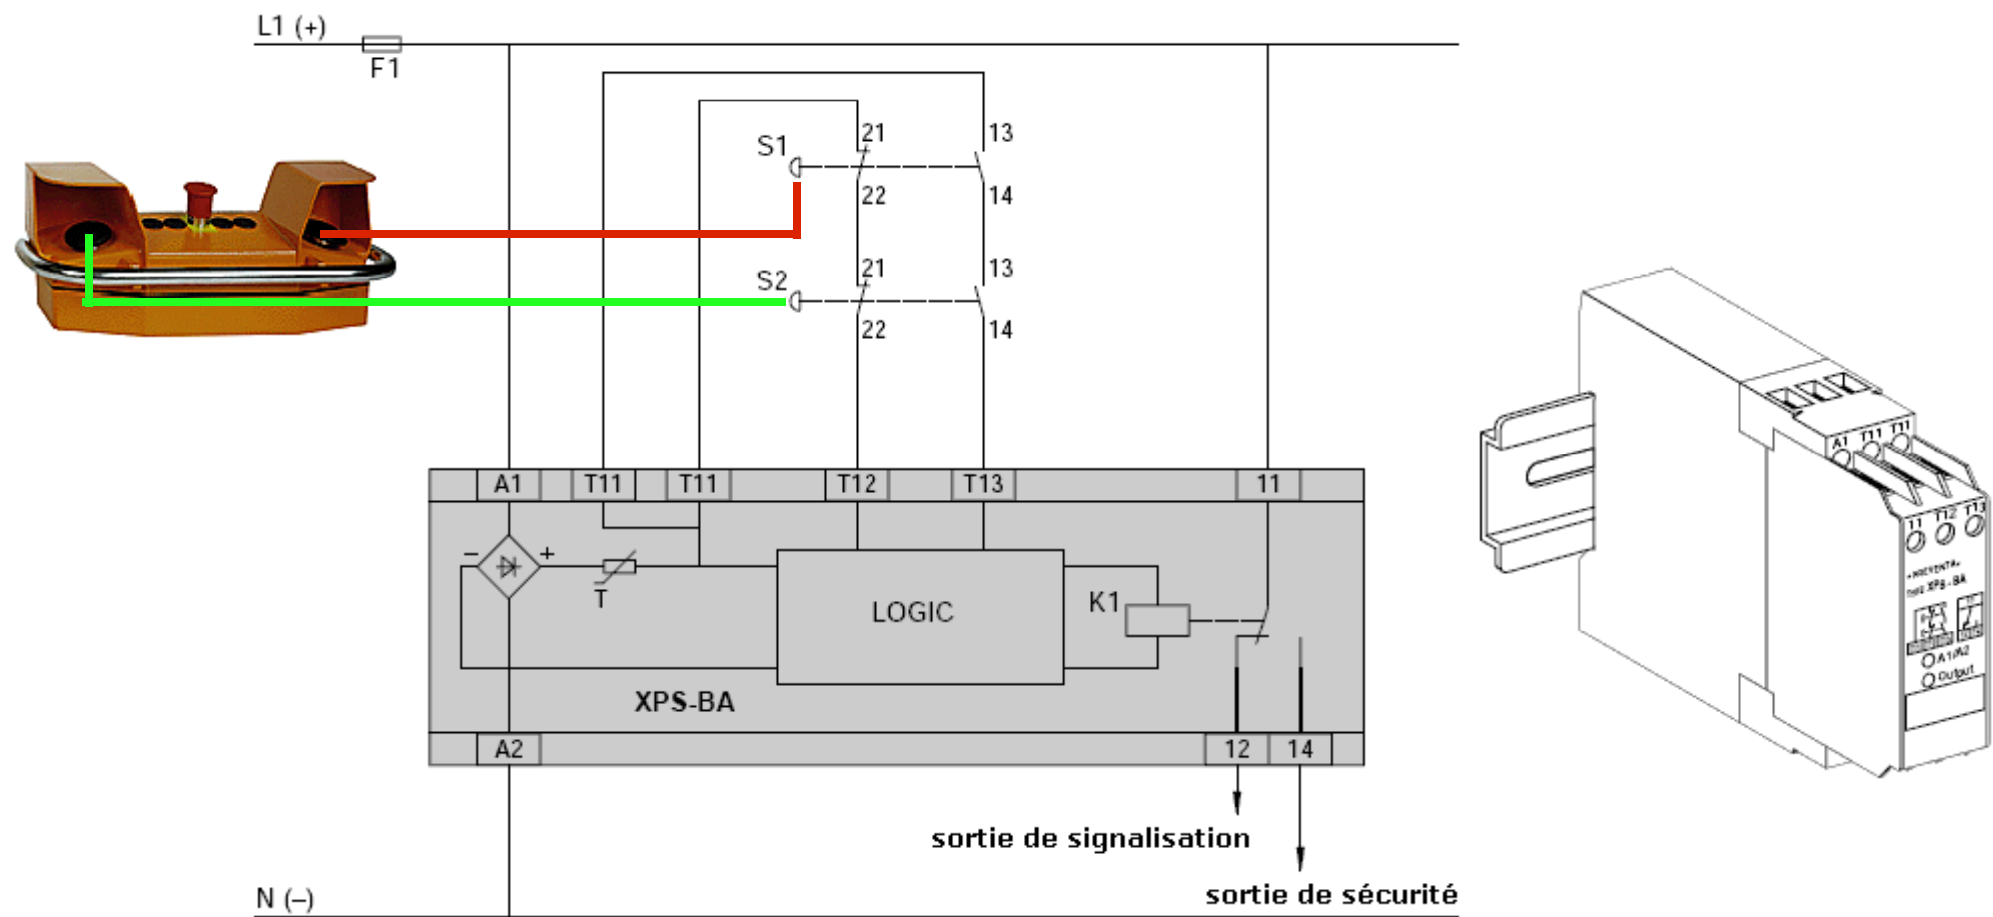 L1 (+)
F1
S1
21
13
22
14
S2
21
13
22
14
A1
T11
T11
T12
T13
11
–
+
T
LOGIC
K1
XPS-BA
A2
12
14
sortie de signalisation
sortie de sécurité
N (–)
A1 T11 T11
11 T12 T13
«PREVENTA»
TYPE XPS-BA
A1/A2
Output